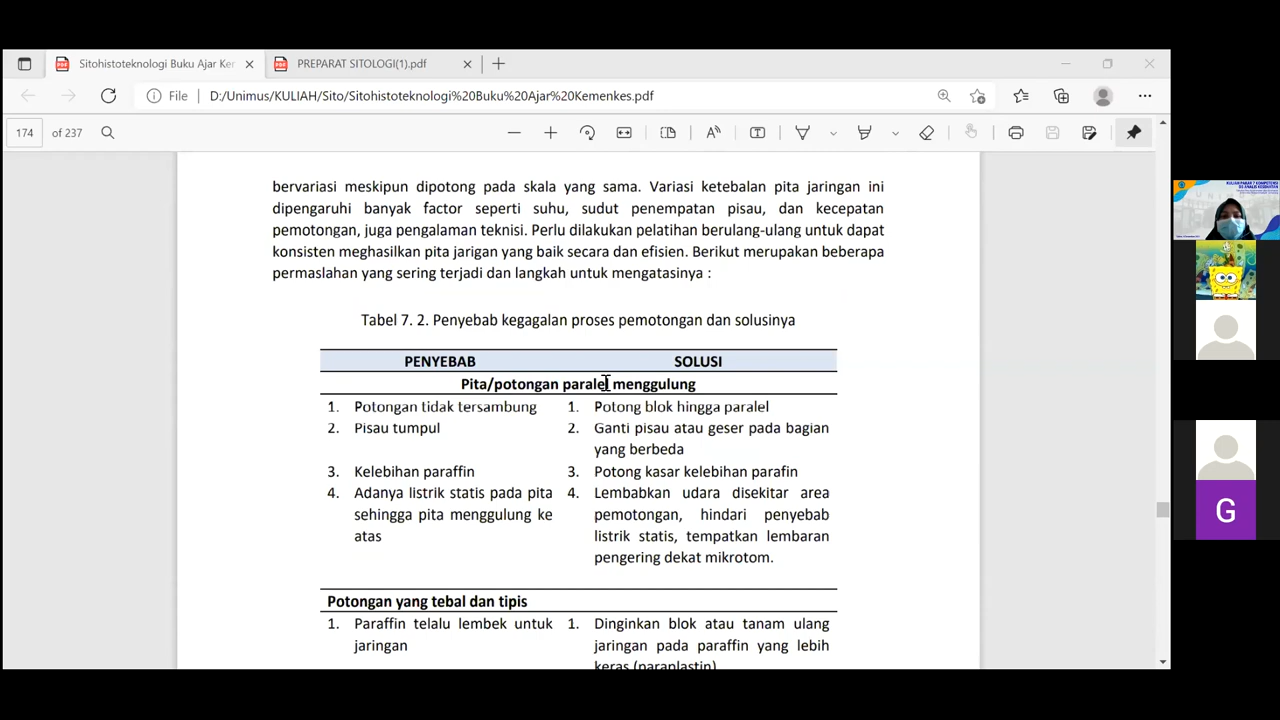 Sitohistoteknologi Buku Ajar Ker
PREPARAT SITOLOGI(1).pdf
File
D:/Unimus/KULIAH/Sito/Sitohistoteknologi%20Buku%20Ajar%20Kemenkes.pdf
174 of 237
bervariasi meskipun dipotong pada skala yang sama. Variasi ketebalan pita jaringan ini
dipengaruhi banyak factor seperti suhu, sudut penempatan pisau, dan kecepatan
pemotongan, juga pengalaman teknisi. Perlu dilakukan pelatihan berulang-ulang untuk dapat
konsisten meghasilkan pita jarigan yang baik secara dan efisien. Berikut merupakan beberapa
permaslahan yang sering terjadi dan langkah untuk mengatasinya :
Tabel 7. 2. Penyebab kegagalan proses pemotongan dan solusinya
PENYEBAB SOLUSI
Pita/potongan paralel menggulung
1. Potongan tidak tersambung 1. Potong blok hingga paralel
2. Pisau tumpul 2. Ganti pisau atau geser pada bagian
yang berbeda
3. Kelebihan paraffin 3. Potong kasar kelebihan parafin
4. Adanya listrik statis pada pita 4. Lembabkan udara disekitar area
sehingga pita menggulung ke pemotongan, hindari penyebab
atas listrik statis, tempatkan lembaran
pengering dekat mikrotom.
Potongan yang tebal dan tipis
1. Paraffin telalu lembek untuk 1. Dinginkan blok atau tanam ulang
jaringan jaringan pada paraffin yang lebih
keras (paraplastin)
G